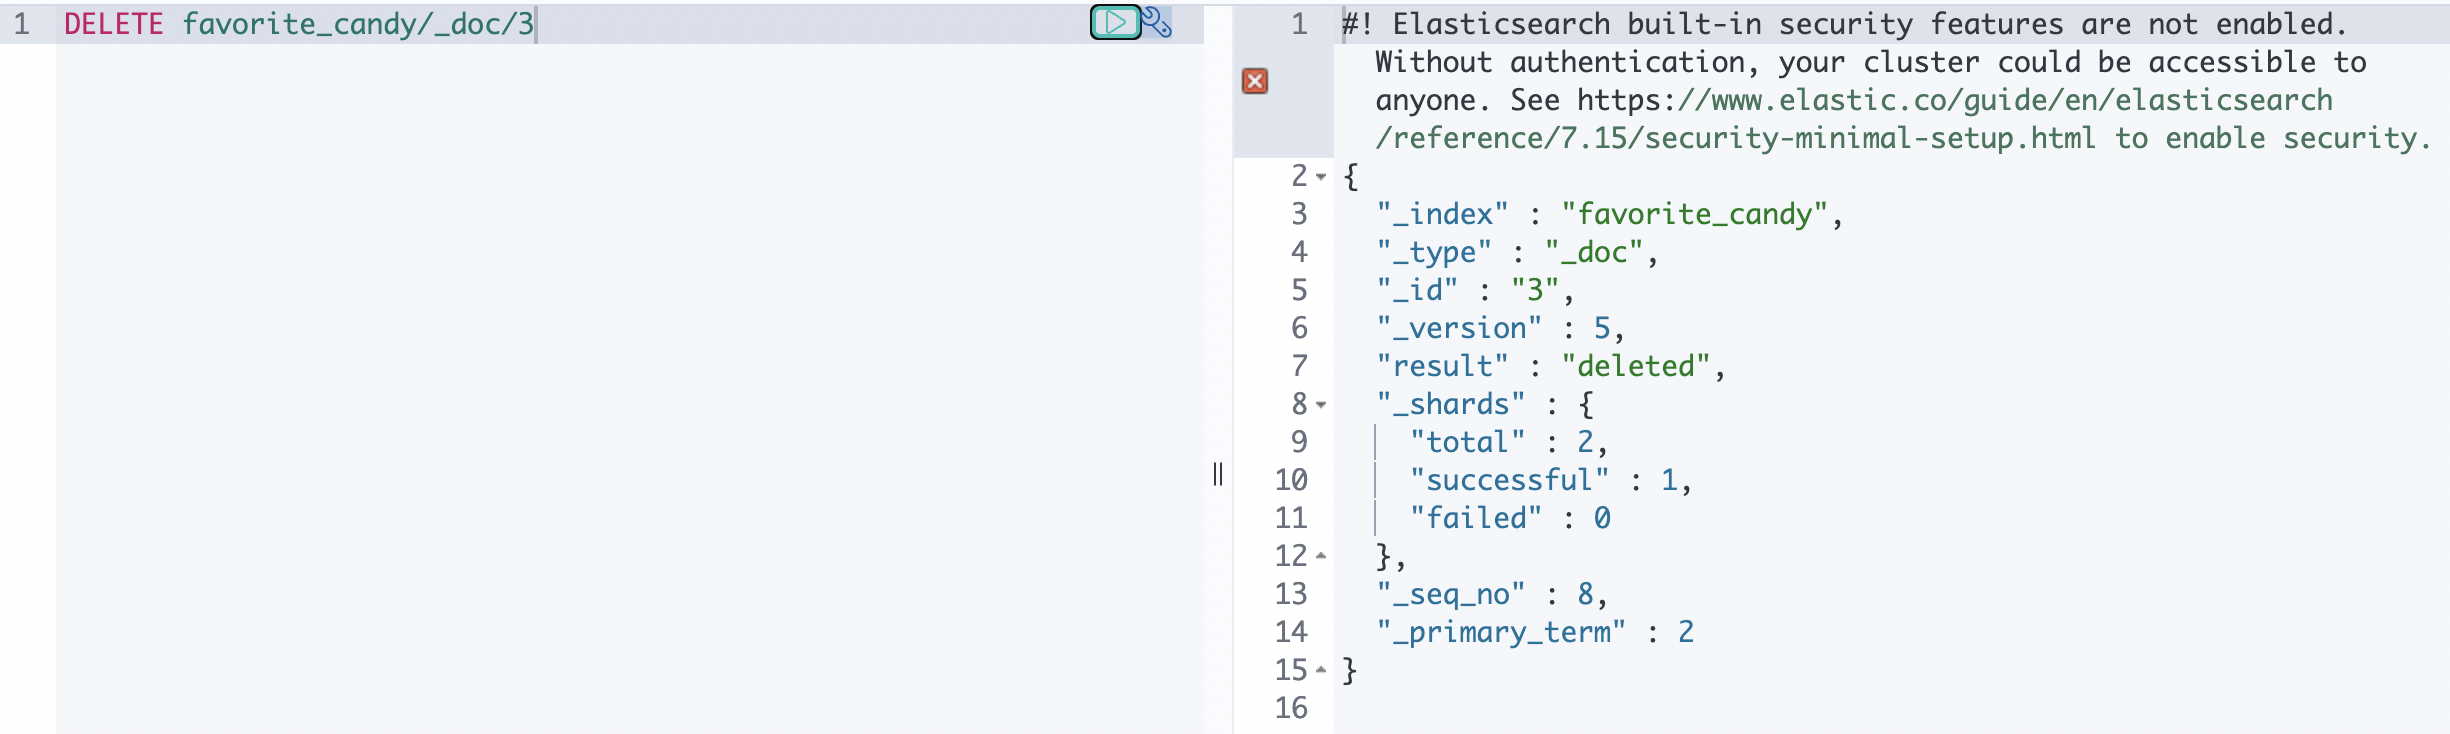 1 DELETE favorite_candy/_doc/3
1 #! Elasticsearch built-in security features are not enabled.
Without authentication, your cluster could be accessible to
anyone. See https://www.elastic.co/guide/en/elasticsearch
/reference/7.15/security-minimal-setup.html to enable security.
2 {
3 "_index" : "favorite_candy",
4 "_type" : "_doc",
5 "_id" : "3",
6 "_version" : 5,
7 "result" : "deleted",
8 "_shards" : {
9 "total" : 2,
10 "successful" : 1,
11 "failed" : 0
12 },
13 "_seq_no" : 8,
14 "_primary_term" : 2
15 }
16